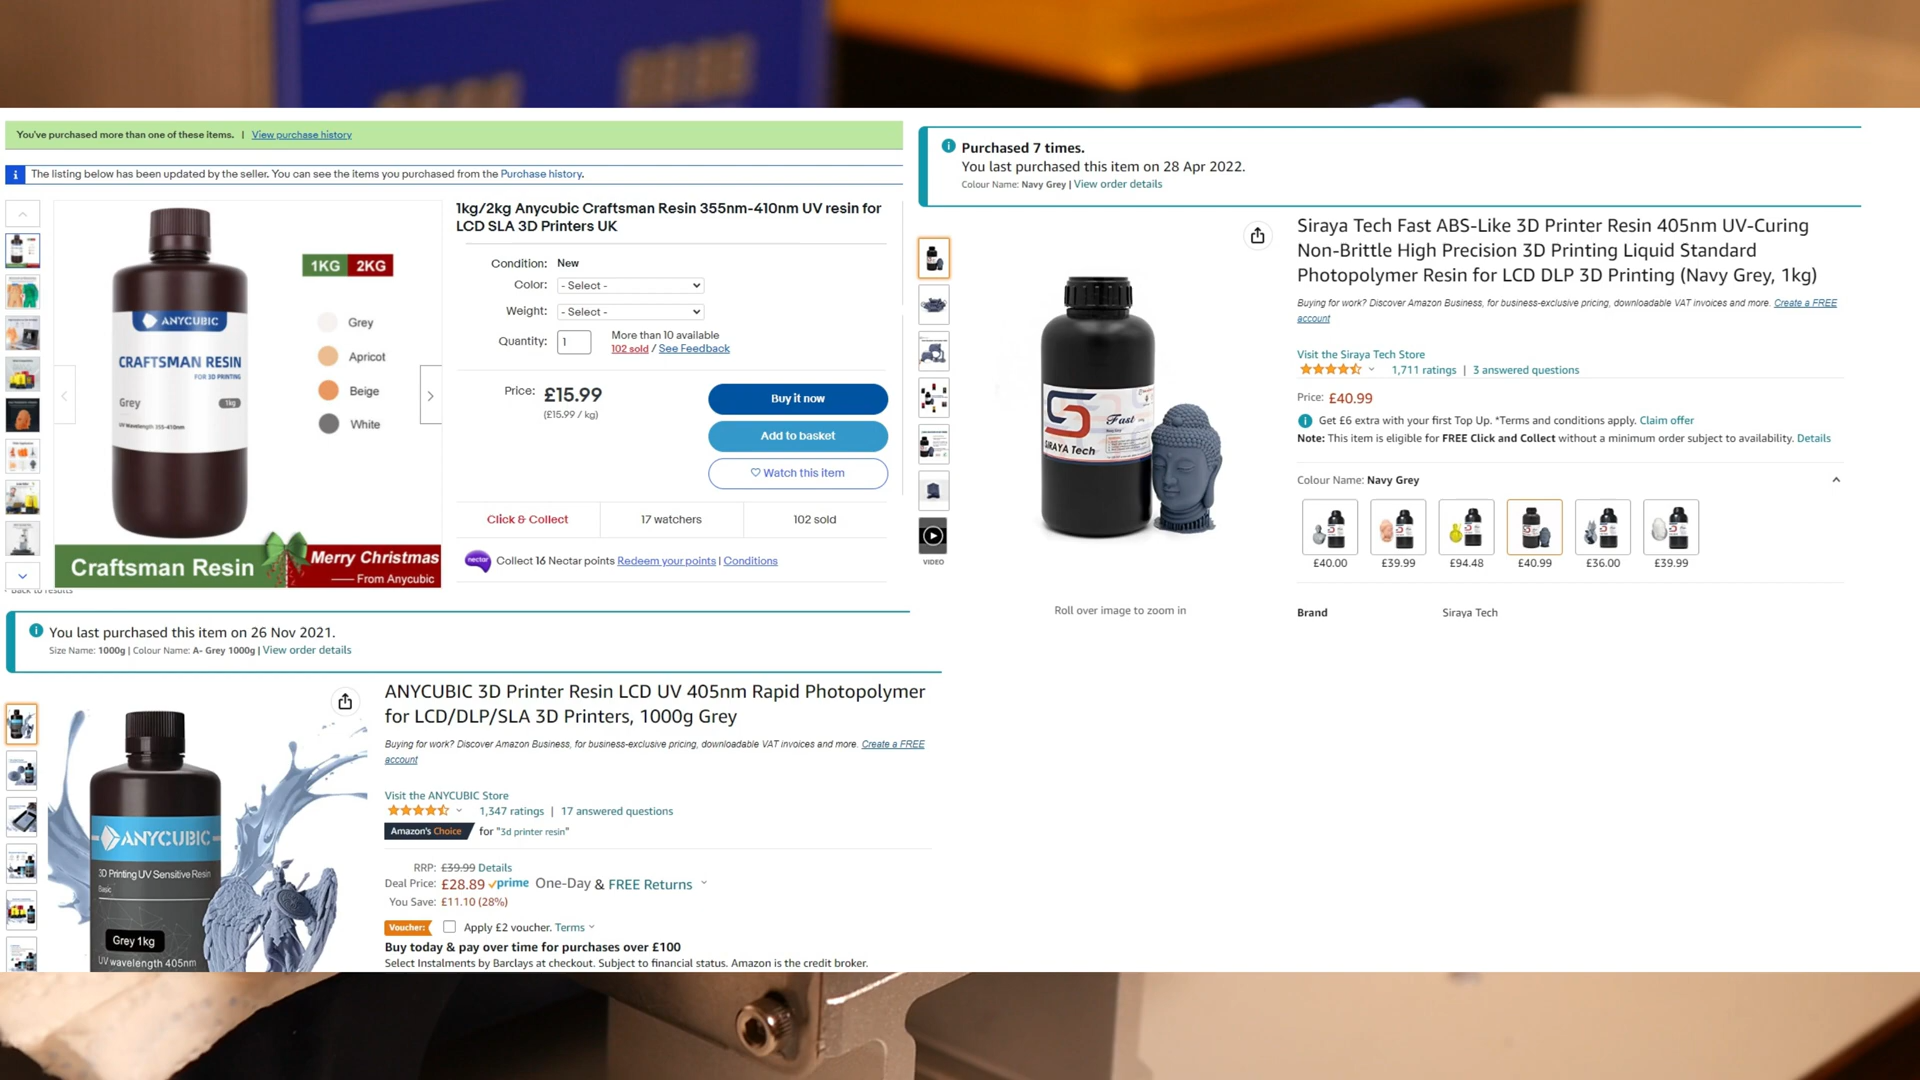 You've purchased more than one of these items. | View purchase history
The listing below has been updated by the seller. You can see the items you purchased from the Purchase history.
1kg/2kg Anycubic Craftsman Resin 355nm-410nm UV resin for
LCD SLA 3D Printers UK
1KG 2KG
ANYCUBIC
CRAFTSMAN RESIN
FOR 3D PRINTING
Grey 1kg
UV Wavelength 355-410nm
Grey
Apricot
Beige
White
Craftsman Resin
Merry Christmas
From Anycubic
Condition: New
Color: - Select -
Weight: - Select -
Quantity: 1
More than 10 available
102 sold / See Feedback
Price: £15.99
(£15.99 / kg)
Buy it now
Add to basket
Watch this item
Click & Collect
17 watchers
102 sold
nectar Collect 16 Nectar points Redeem your points | Conditions
Back to results
You last purchased this item on 26 Nov 2021.
Size Name: 1000g | Colour Name: A- Grey 1000g | View order details
ANYCUBIC 3D Printer Resin LCD UV 405nm Rapid Photopolymer
for LCD/DLP/SLA 3D Printers, 1000g Grey
Buying for work? Discover Amazon Business, for business-exclusive pricing, downloadable VAT invoices and more. Create a FREE
account
Visit the ANYCUBIC Store
1,347 ratings | 17 answered questions
Amazon's Choice for "3d printer resin"
RRP: £39.99 Details
Deal Price: £28.89 prime One-Day & FREE Returns
You Save: £11.10 (28%)
Voucher: Apply £2 voucher. Terms
Buy today & pay over time for purchases over £100
Select Instalments by Barclays at checkout. Subject to financial status. Amazon is the credit broker.
ANYCUBIC
3D Printing UV Sensitive Resin
Basic
Grey 1kg
UV wavelength 405nm
Purchased 7 times.
You last purchased this item on 28 Apr 2022.
Colour Name: Navy Grey | View order details
Siraya Tech Fast ABS-Like 3D Printer Resin 405nm UV-Curing
Non-Brittle High Precision 3D Printing Liquid Standard
Photopolymer Resin for LCD DLP 3D Printing (Navy Grey, 1kg)
Buying for work? Discover Amazon Business, for business-exclusive pricing, downloadable VAT invoices and more. Create a FREE
account
Visit the Siraya Tech Store
1,711 ratings | 3 answered questions
Price: £40.99
Get £6 extra with your first Top Up. *Terms and conditions apply. Claim offer
Note: This item is eligible for FREE Click and Collect without a minimum order subject to availability. Details
Colour Name: Navy Grey
£40.00 £39.99 £94.48 £40.99 £36.00 £39.99
Brand Siraya Tech
Fast
SIRAYA Tech
VIDEO
Roll over image to zoom in